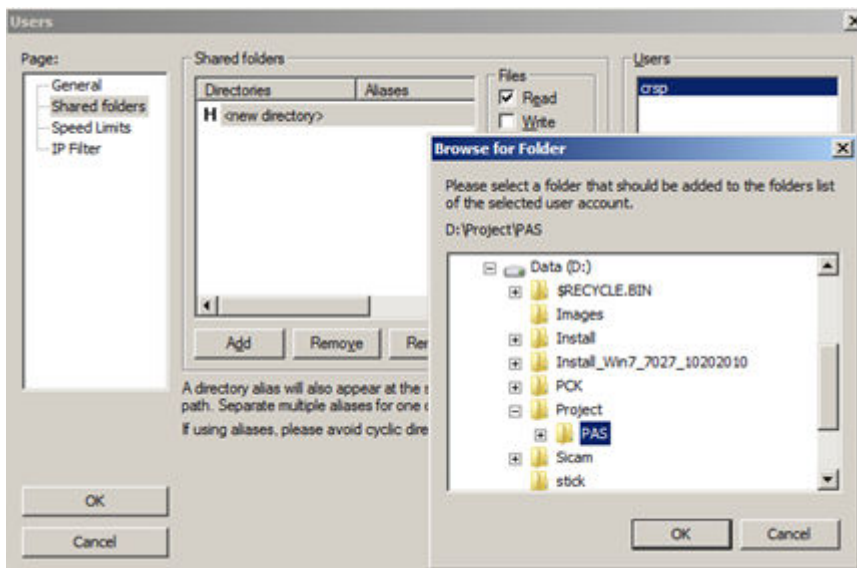 Users
Page:
General
Shared folders
Speed Limits
IP Filter
OK
Cancel
Shared folders
Directories Aliases
H <new directory>
Add Remove
A directory alias will also appear at the
path. Separate multiple aliases for one
If using aliases, please avoid cyclic
Files
Read
Write
Users
crsp
Browse for Folder
Please select a folder that should be added to the folders list
of the selected user account.
D:\Project\PAS
Data (D:)
$RECYCLE.BIN
Images
Install
Install_Win7_7027_10202010
PCK
Project
PAS
Sicam
stick
OK Cancel